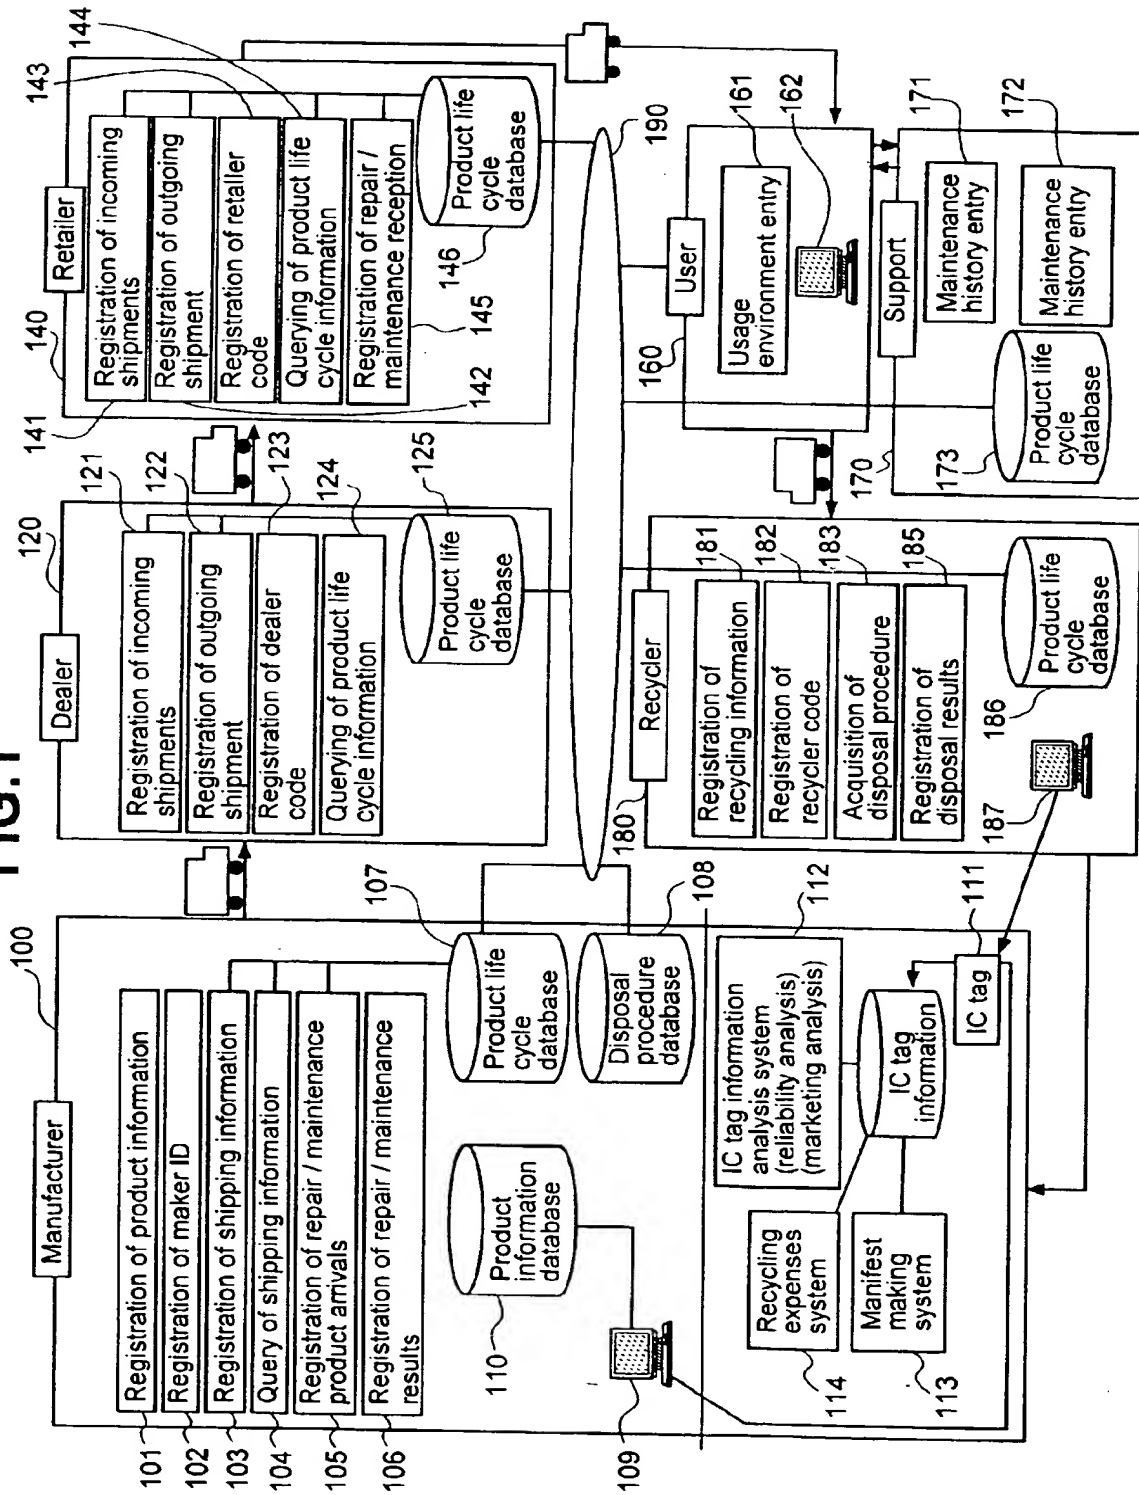 FIG.1
100
Manufacturer
101
Registration of product information
102
Registration of maker ID
103
Registration of shipping information
104
Query of shipping information
105
Registration of repair / maintenance
product arrivals
106
Registration of repair / maintenance
results
107
Product life
cycle
database
108
Disposal
procedure
database
109
110
Product
information
database
111
IC tag
112
IC tag information
analysis system
(reliability analysis)
(marketing analysis)
IC tag
information
113
Manifest
making
system
114
Recycling
expenses
system
120
Dealer
121
Registration of incoming
shipments
122
Registration of outgoing
shipment
123
Registration of dealer
code
124
Querying of product life
cycle information
125
Product life
cycle
database
140
Retailer
141
Registration of incoming
shipments
142
Registration of outgoing
shipment
143
Registration of retailer
code
144
Querying of product life
cycle information
145
Registration of repair /
maintenance reception
146
Product life
cycle
database
190
160
User
161
Usage
environment entry
162
170
Support
171
Maintenance
history entry
172
Maintenance
history entry
173
Product life
cycle
database
180
Recycler
181
Registration of
recycling information
182
Registration of
recycler code
183
Acquisition of
disposal procedure
185
Registration of
disposal results
186
Product life
cycle
database
187